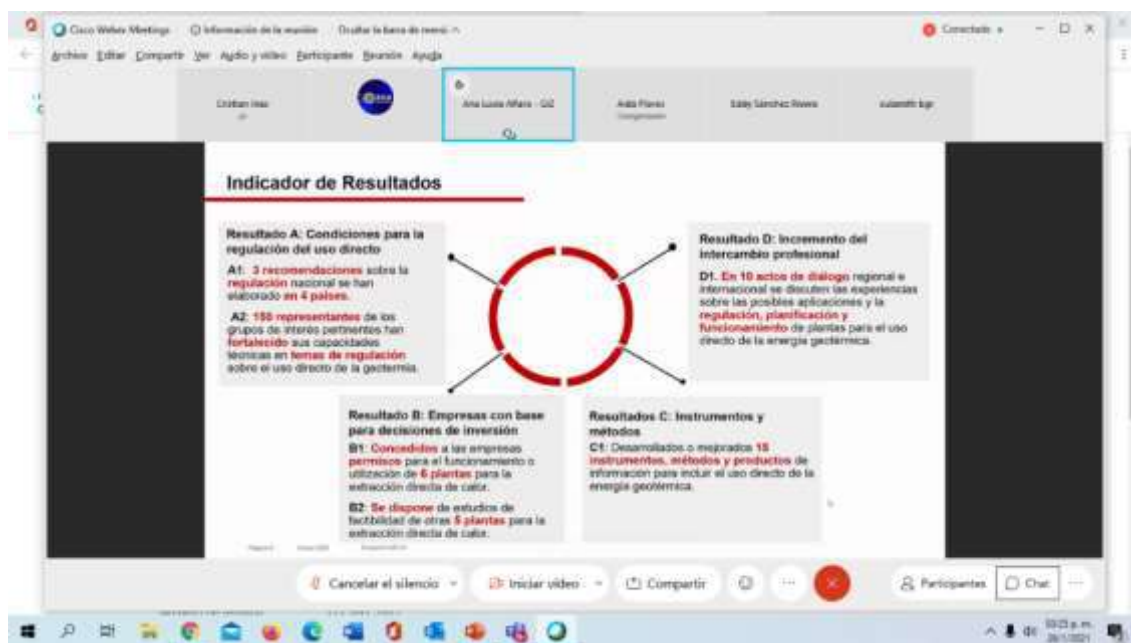 Cisco Webex Meetings
Información de la reunión
Ocultar la barra de menú
Conectado
Archivo Editar Compartir Ver Audio y video Participante Reunión Ayuda
Ana Lucia Alfaro - GIZ
Aida Flores
Eddy Sánchez Rivera
Indicador de Resultados
Resultado A: Condiciones para la
regulación del uso directo
A1: 3 recomendaciones sobre la
regulación nacional se han
elaborado en 4 países.
A2: 150 representantes de los
grupos de interés pertinentes han
fortalecido sus capacidades
técnicas en temas de regulación
sobre el uso directo de la geotermia.
Resultado D: Incremento del
intercambio profesional
D1. En 10 actos de diálogo regional e
internacional se discuten las experiencias
sobre las posibles aplicaciones y la
regulación, planificación y
funcionamiento de plantas para el uso
directo de la energía geotérmica.
Resultado B: Empresas con base
para decisiones de inversión
B1: Concedidos a las empresas
permisos para el funcionamiento o
utilización de 6 plantas para la
extracción directa de calor.
B2: Se dispone de estudios de
factibilidad de otras 5 plantas para la
extracción directa de calor.
Resultados C: Instrumentos y
métodos
C1: Desarrollados o mejorados 15
instrumentos, métodos y productos de
información para incluir el uso directo de la
energía geotérmica.
Cancelar el silencio
Iniciar video
Compartir
Participantes
Chat